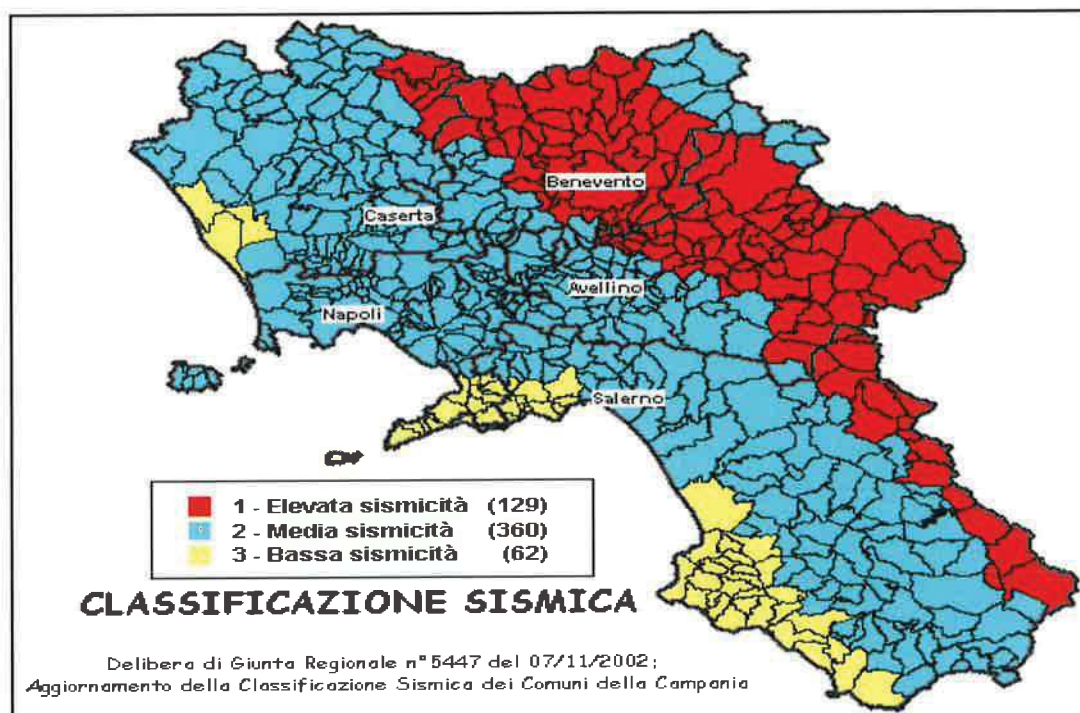 Benevento
Caserta
Avellino
Napoli
Salerno
1 - Elevata sismicità (129)
2 - Media sismicità (360)
3 - Bassa sismicità (62)
CLASSIFICAZIONE SISMICA
Delibera di Giunta Regionale n°5447 del 07/11/2002;
Aggiornamento della Classificazione Sismica dei Comuni della Campania